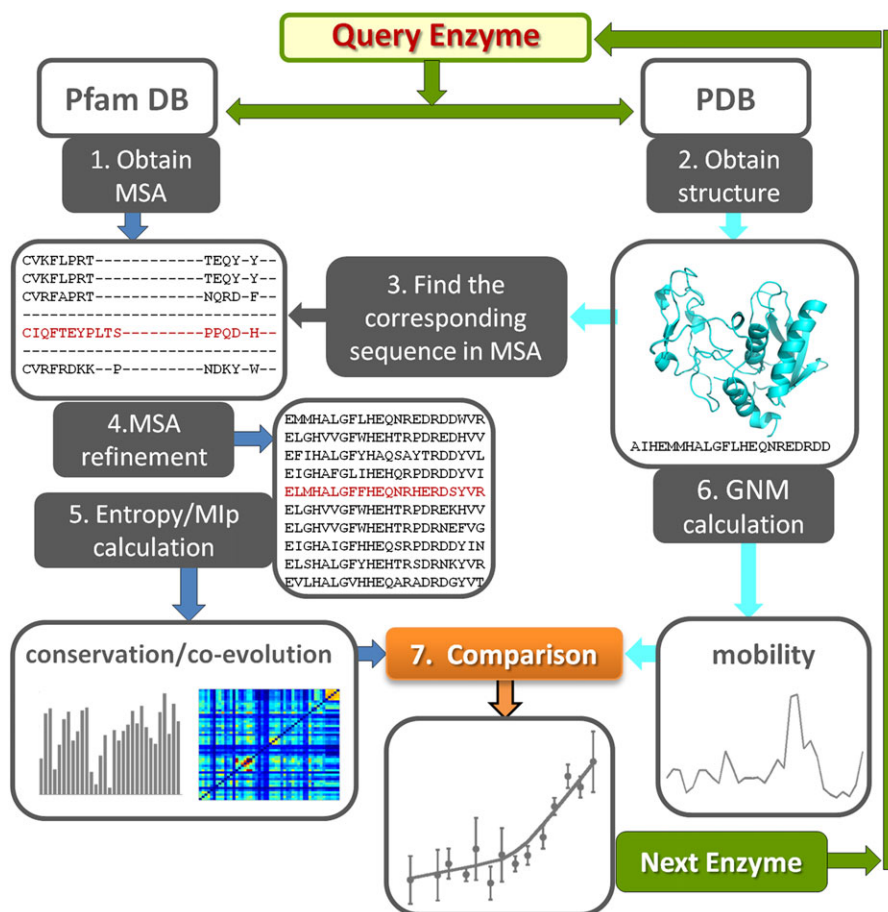 Query Enzyme
Pfam DB
PDB
1. Obtain
MSA
2. Obtain
structure
CVKFLPRT-------------TEQY-Y--
CVKFLPRT-------------TEQY-Y--
CVRFAPRT-------------NQRD-F--
------------------------------
CIQFTEYPLTS----------PPQD-H--
------------------------------
CVRFRDKK--P----------NDKY-W--
3. Find the
corresponding
sequence in MSA
AIHEMMHALGFLHEQNREDRDD
4.MSA
refinement
EMMHALGFLHEQNREDRDDWVR
ELGHVVGFWHEHTRPDREDHVV
EFIHALGFYHAQSAYTRDDYVL
EIGHAFGLIHEHQRPDRDDYVI
ELMHALGFFHEQNRHERDSYVR
ELGHVVGFWHEHTRPDREKHVV
ELGHVVGFWHEHTRPDRNEFVG
EIGHAIGFHHEQSRPDRDDYIN
ELSHALGFYHEHTRSDRNKYVR
EVLHALGVHHEQARADRDGYVT
5. Entropy/MIp
calculation
6. GNM
calculation
conservation/co-evolution
7. Comparison
mobility
Next Enzyme